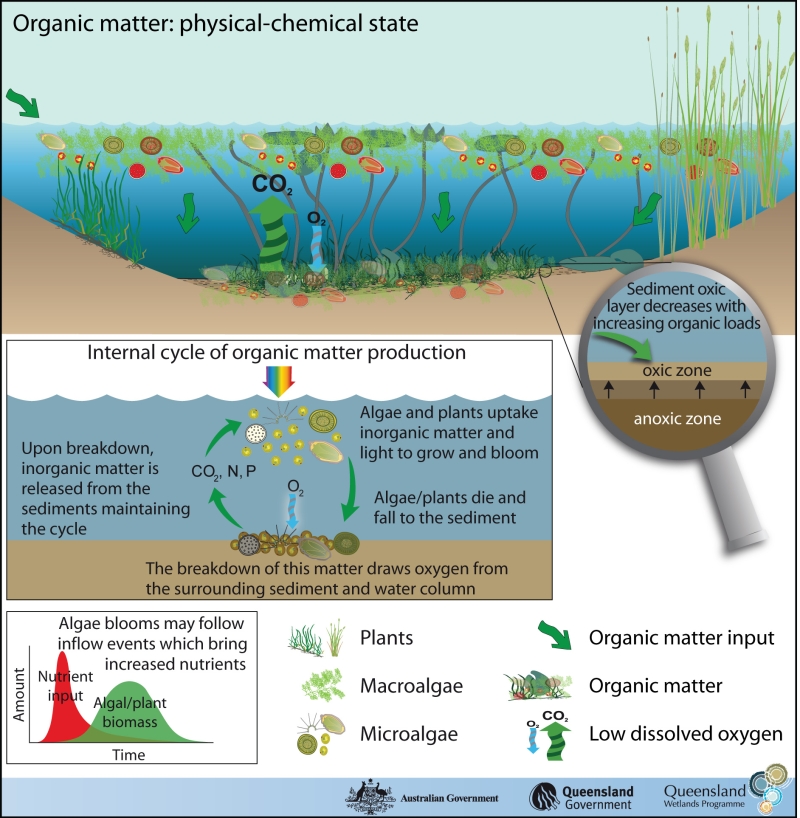 Organic matter: physical-chemical state
CO2
O2
Sediment oxic
layer decreases with
increasing organic loads
oxic zone
anoxic zone
Internal cycle of organic matter production
Algae and plants uptake
inorganic matter and
light to grow and bloom
Upon breakdown,
inorganic matter is
released from the
sediments maintaining
the cycle
CO2, N, P
O2
Algae/plants die and
fall to the sediment
The breakdown of this matter draws oxygen from
the surrounding sediment and water column
Algae blooms may follow
inflow events which bring
increased nutrients
Amount
Nutrient
input
Algal/plant
biomass
Time
Plants
Macroalgae
Microalgae
Organic matter input
Organic matter
O2
CO2
Low dissolved oxygen
Australian Government
Queensland
Government
Queensland
Wetlands Programme